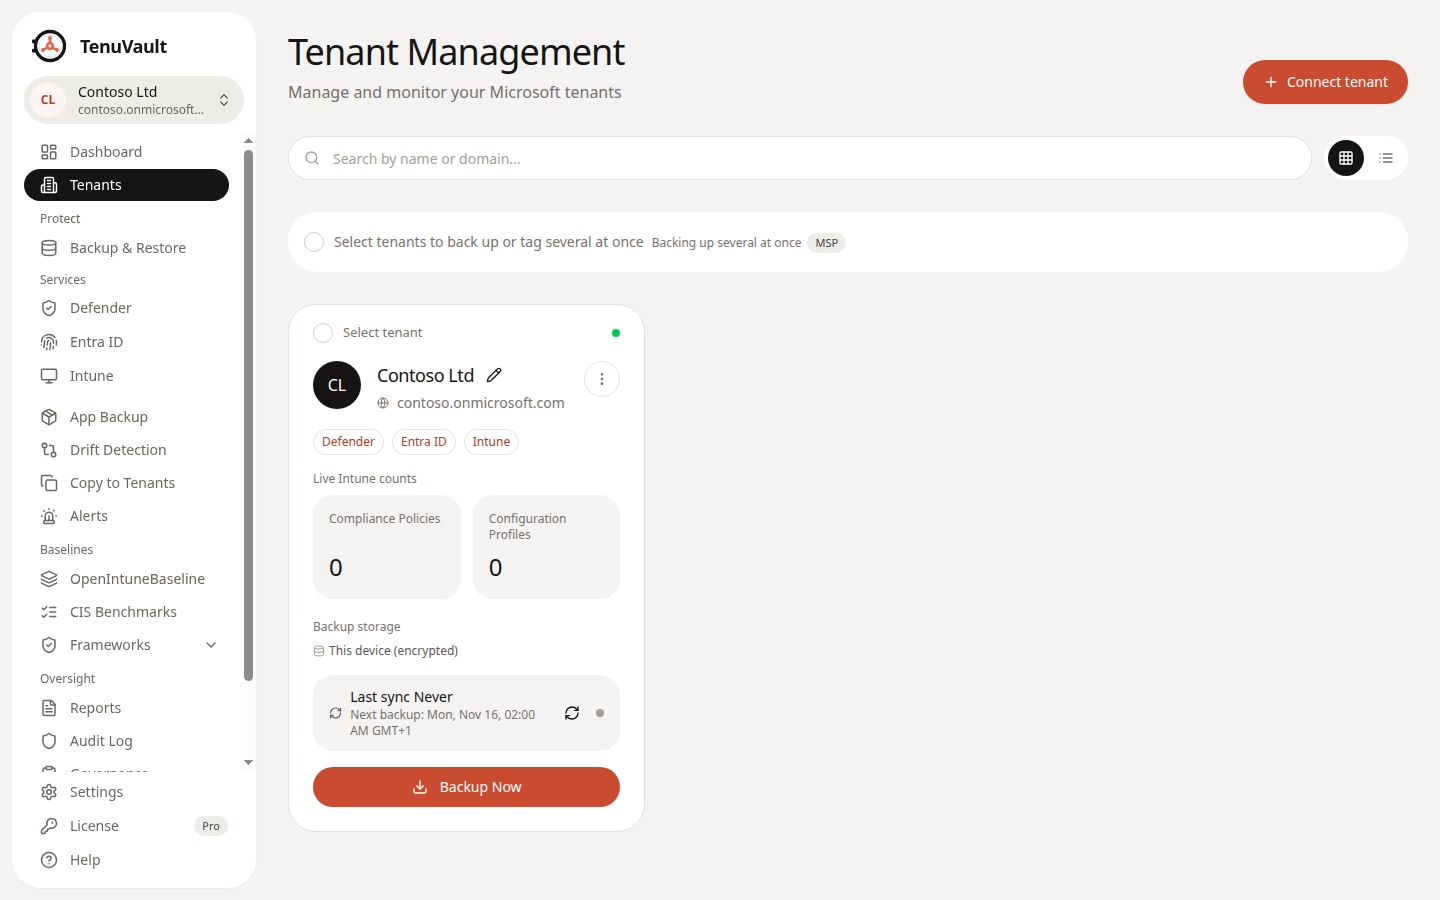 TenuVault
CL
Contoso Ltd
contoso.onmicrosoft...
Dashboard
Tenants
Protect
Backup & Restore
Services
Defender
Entra ID
Intune
App Backup
Drift Detection
Copy to Tenants
Alerts
Baselines
OpenIntuneBaseline
CIS Benchmarks
Frameworks
Oversight
Reports
Audit Log
Settings
License
Pro
Help
Tenant Management
Manage and monitor your Microsoft tenants
Connect tenant
Search by name or domain...
Select tenants to back up or tag several at once Backing up several at once MSP
Select tenant
CL
Contoso Ltd
contoso.onmicrosoft.com
Defender Entra ID Intune
Live Intune counts
Compliance Policies
0
Configuration
Profiles
0
Backup storage
This device (encrypted)
Last sync Never
Next backup: Mon, Nov 16, 02:00
AM GMT+1
Backup Now